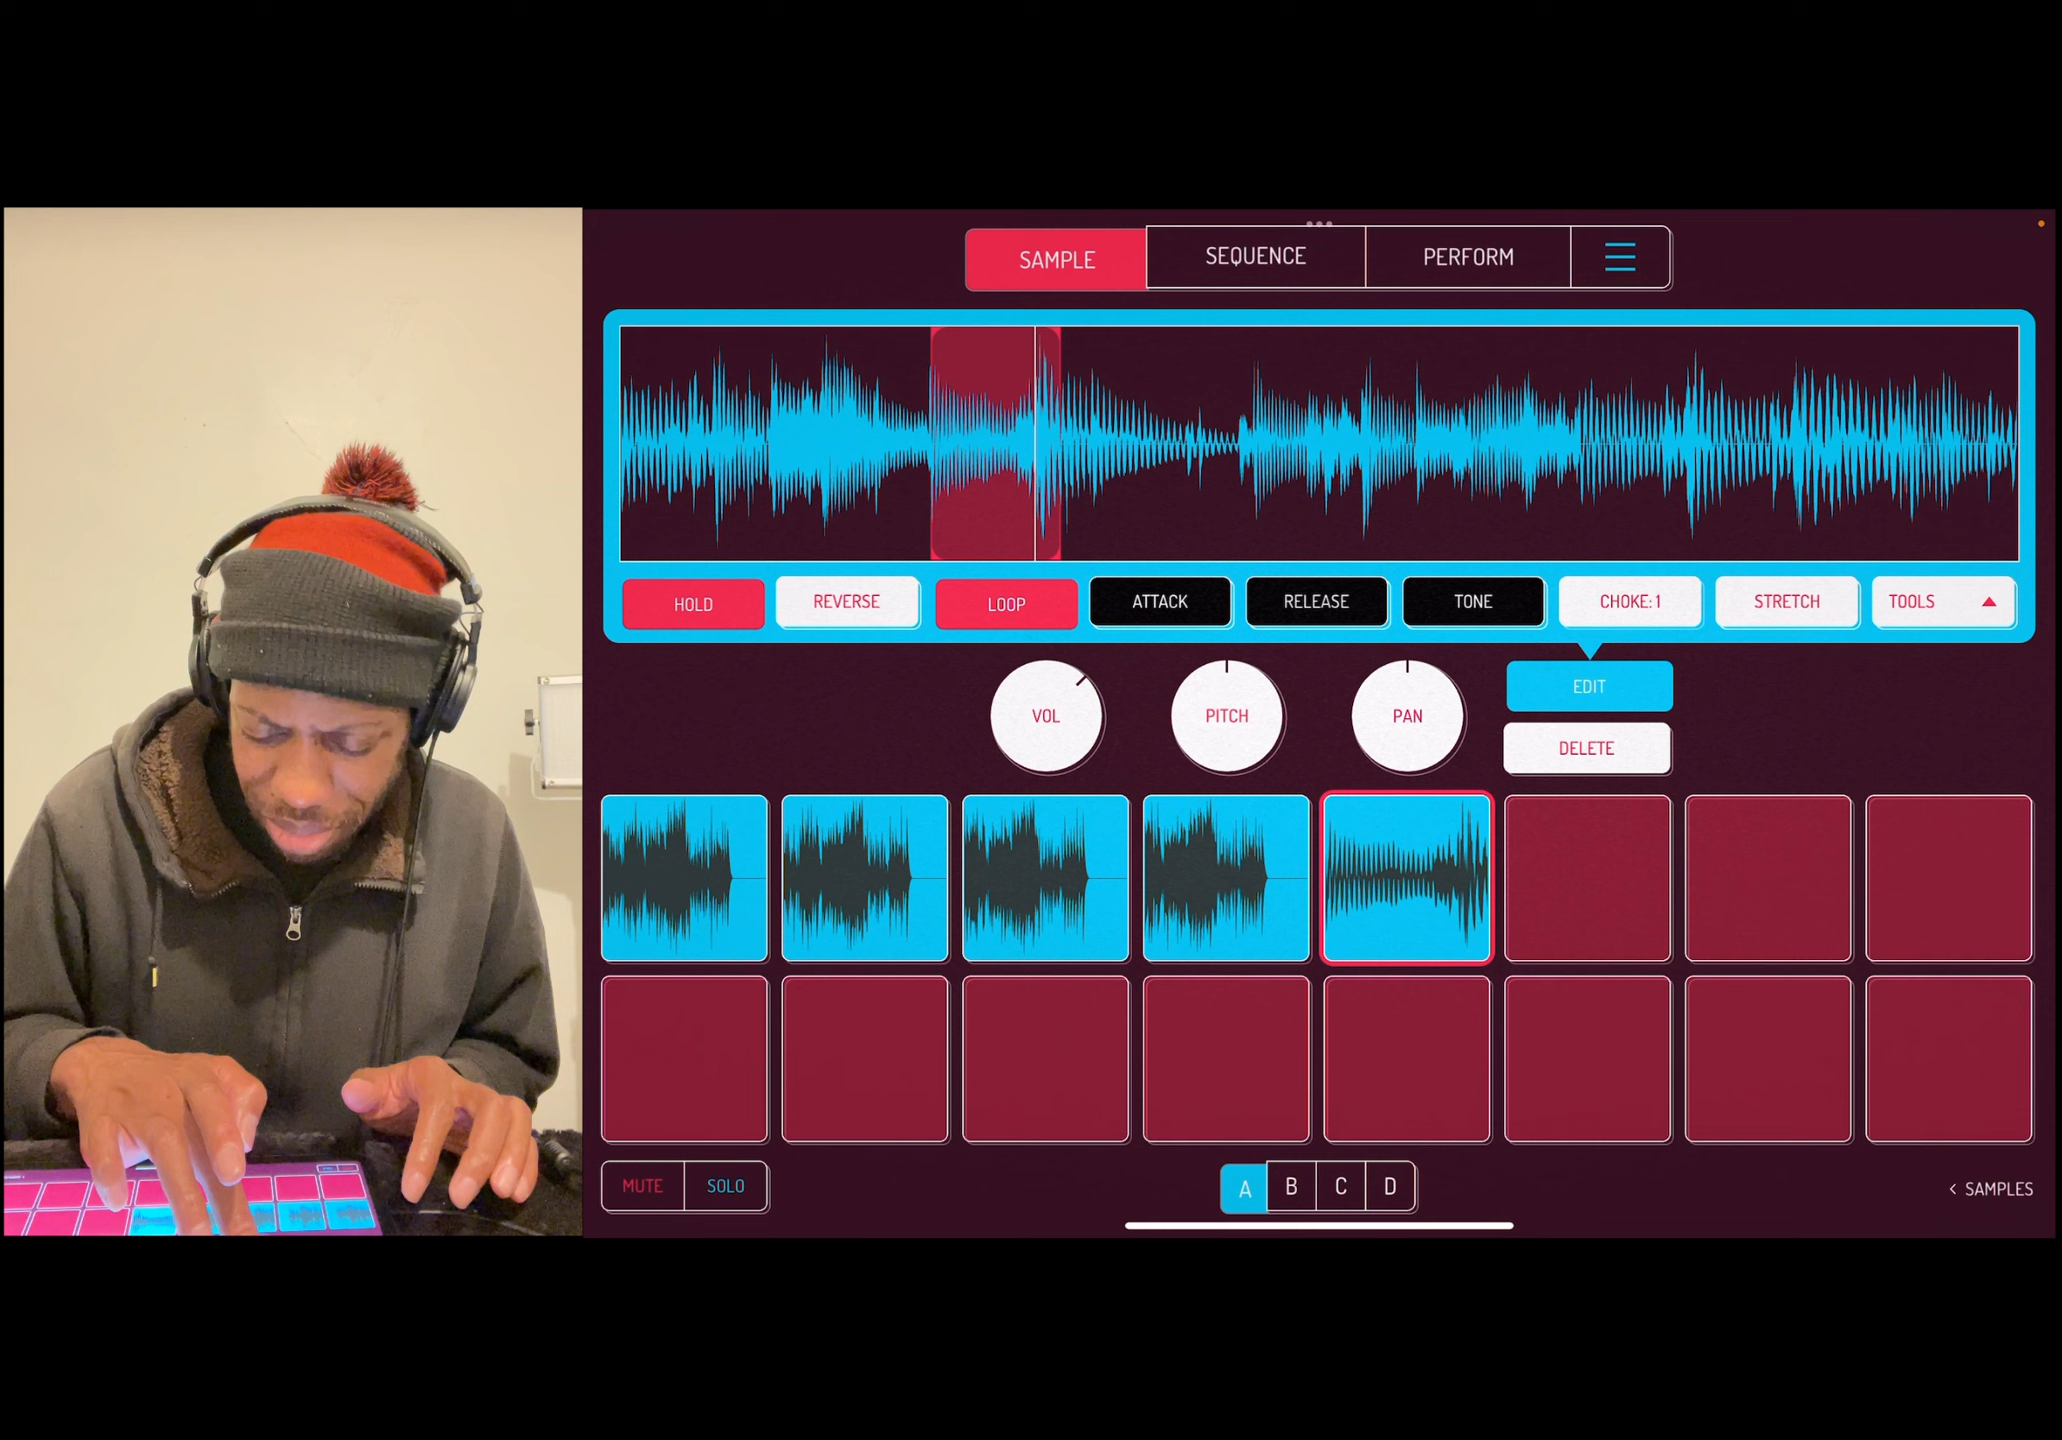 SAMPLE SEQUENCE PERFORM
HOLD REVERSE LOOP ATTACK RELEASE TONE CHOKE: 1 STRETCH TOOLS
VOL PITCH PAN EDIT
DELETE
MUTE SOLO A B C D < SAMPLES